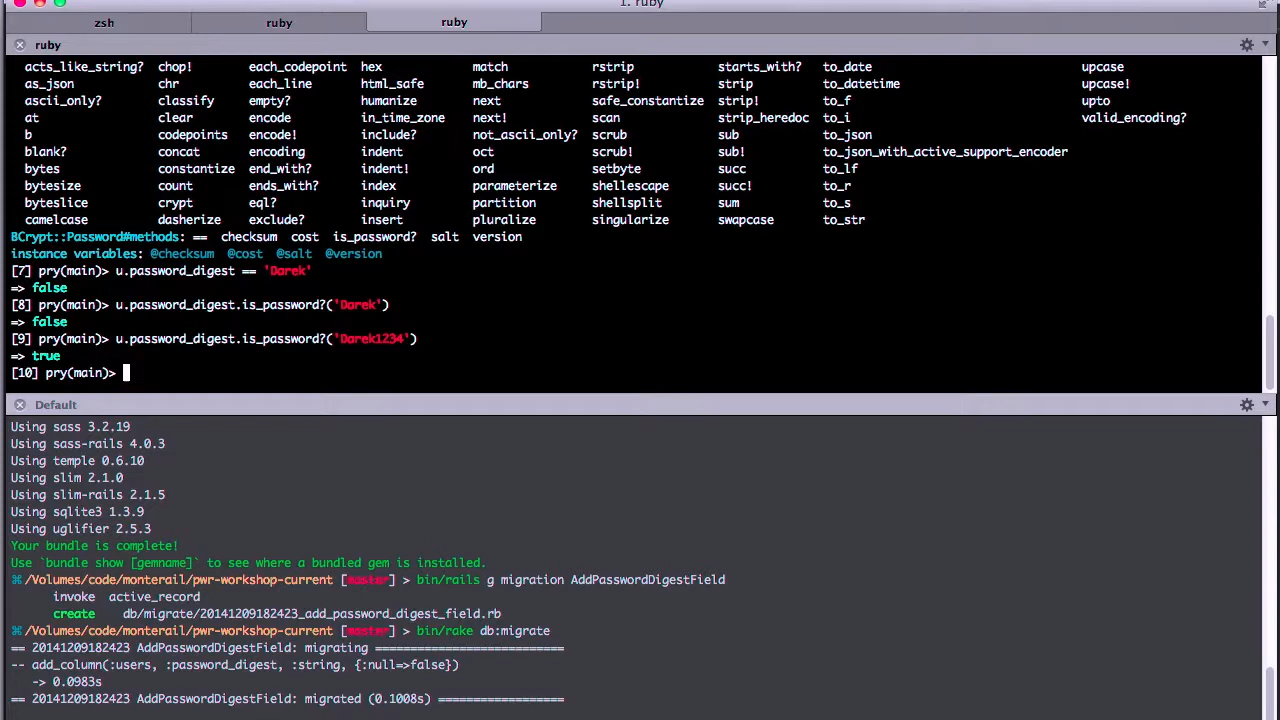 1. ruby
zsh ruby ruby
ruby
acts_like_string? chop! each_codepoint hex match rstrip starts_with? to_date upcase
as_json chr each_line html_safe mb_chars rstrip! strip to_datetime upcase!
ascii_only? classify empty? humanize next safe_constantize strip! to_f upto
at clear encode in_time_zone next! scan strip_heredoc to_i valid_encoding?
b codepoints encode! include? not_ascii_only? scrub sub to_json
blank? concat encoding indent oct scrub! sub! to_json_with_active_support_encoder
bytes constantize end_with? indent! ord setbyte succ to_lf
bytesize count ends_with? index parameterize shellescape succ! to_r
byteslice crypt eql? inquiry partition shellsplit sum to_s
camelcase dasherize exclude? insert pluralize singularize swapcase to_str
BCrypt::Password#methods: == checksum cost is_password? salt version
instance variables: @checksum @cost @salt @version
[7] pry(main)> u.password_digest == 'Darek'
=> false
[8] pry(main)> u.password_digest.is_password?('Darek')
=> false
[9] pry(main)> u.password_digest.is_password?('Darek1234')
=> true
[10] pry(main)>
Default
Using sass 3.2.19
Using sass-rails 4.0.3
Using temple 0.6.10
Using slim 2.1.0
Using slim-rails 2.1.5
Using sqlite3 1.3.9
Using uglifier 2.5.3
Your bundle is complete!
Use `bundle show [gemname]` to see where a bundled gem is installed.
⌘ /Volumes/code/monterail/pwr-workshop-current [master] > bin/rails g migration AddPasswordDigestField
invoke active_record
create db/migrate/20141209182423_add_password_digest_field.rb
⌘ /Volumes/code/monterail/pwr-workshop-current [master] > bin/rake db:migrate
== 20141209182423 AddPasswordDigestField: migrating ===========================
-- add_column(:users, :password_digest, :string, {:null=>false})
-> 0.0983s
== 20141209182423 AddPasswordDigestField: migrated (0.1008s) ==================